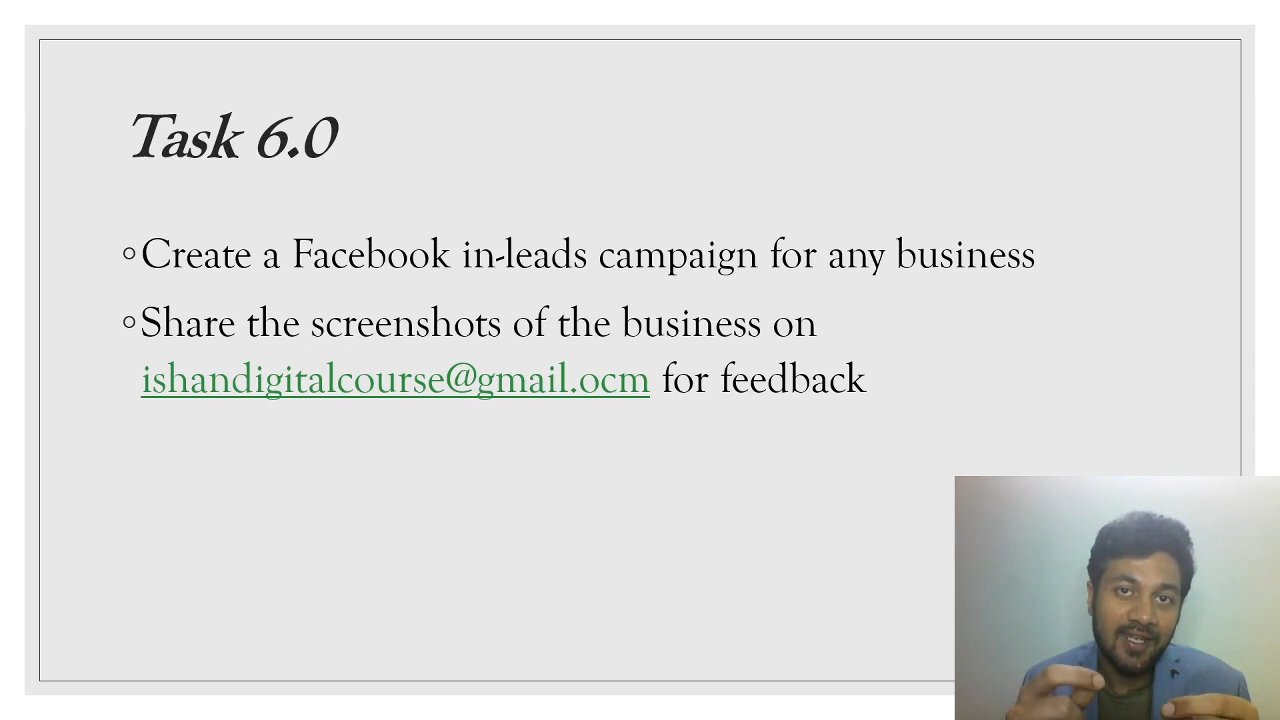 Task 6.0
◦Create a Facebook in-leads campaign for any business
◦Share the screenshots of the business on
ishandigitalcourse@gmail.ocm for feedback